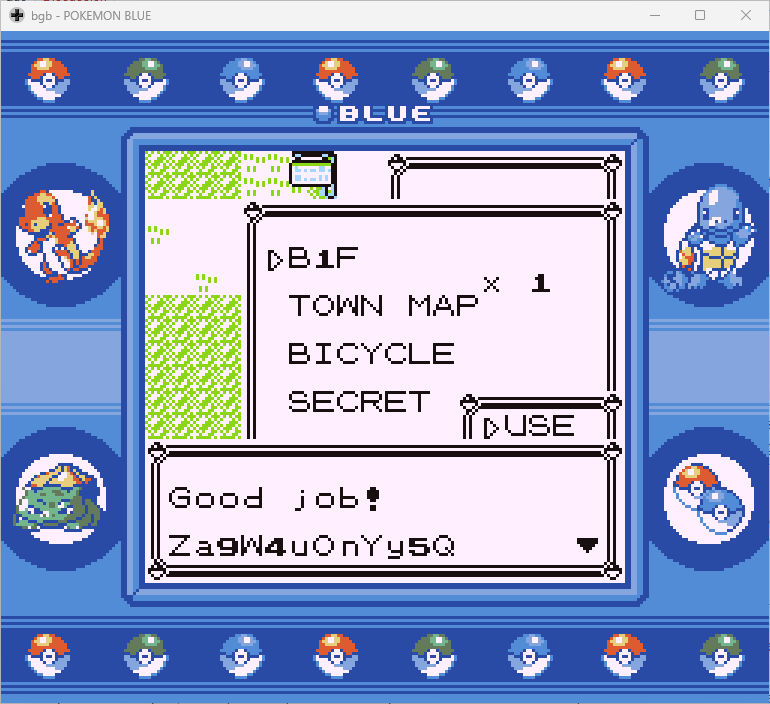 bgb - POKEMON BLUE
BLUE
B1F
× 1
TOWN MAP
BICYCLE
SECRET
USE
Good job!
Za9W4uOnYy5Q